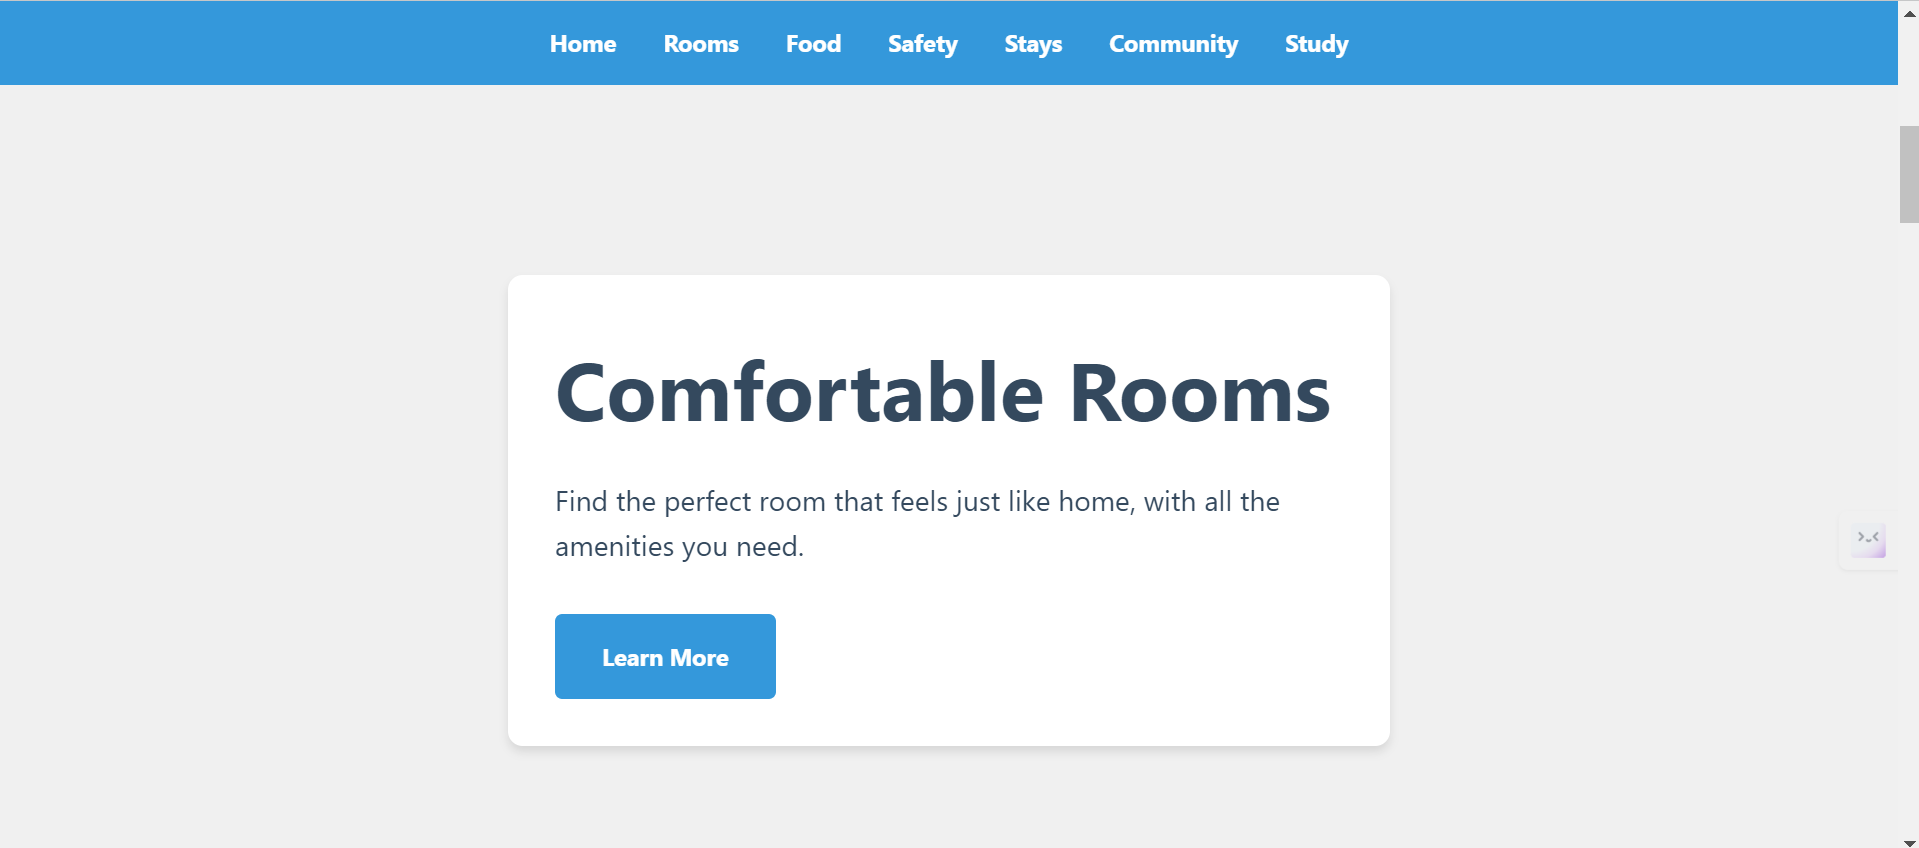 Home Rooms Food Safety Stays Community Study
Comfortable Rooms
Find the perfect room that feels just like home, with all the
amenities you need.
Learn More